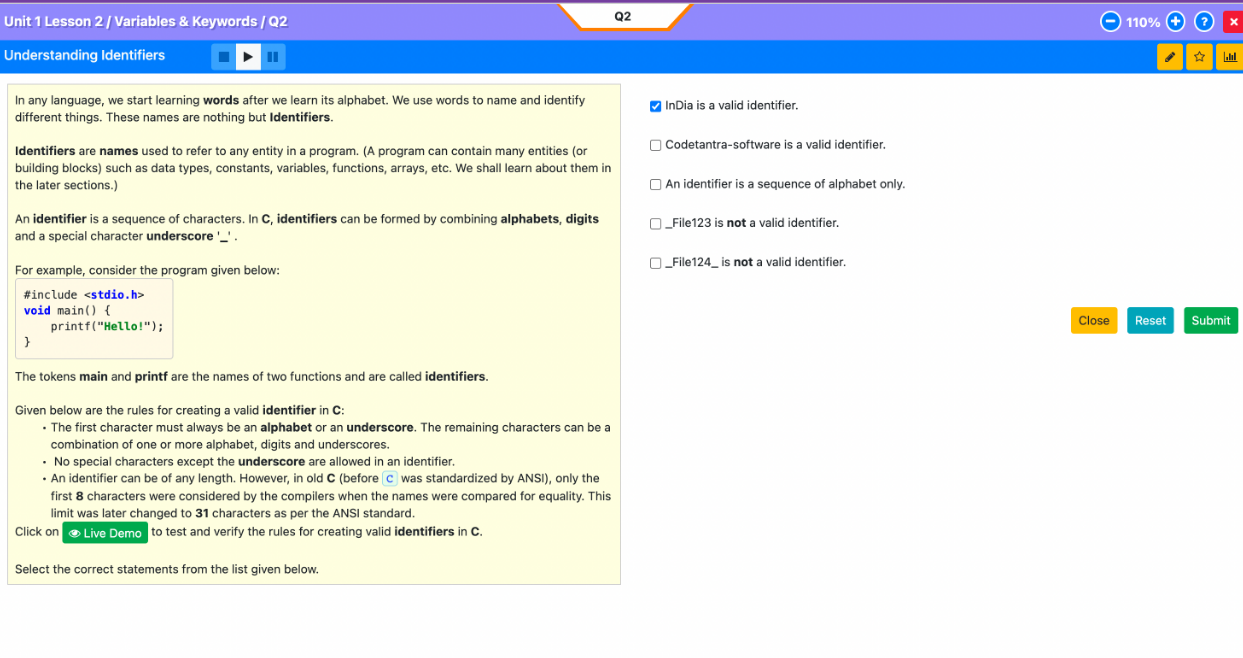 Unit 1 Lesson 2 / Variables & Keywords / Q2
Q2
110%
?
×
Understanding Identifiers
In any language, we start learning words after we learn its alphabet. We use words to name and identify
different things. These names are nothing but Identifiers.
Identifiers are names used to refer to any entity in a program. (A program can contain many entities (or
building blocks) such as data types, constants, variables, functions, arrays, etc. We shall learn about them in
the later sections.)
An identifier is a sequence of characters. In C, identifiers can be formed by combining alphabets, digits
and a special character underscore '_' .
For example, consider the program given below:
#include <stdio.h>
void main() {
    printf("Hello!");
}
The tokens main and printf are the names of two functions and are called identifiers.
Given below are the rules for creating a valid identifier in C:
• The first character must always be an alphabet or an underscore. The remaining characters can be a
combination of one or more alphabet, digits and underscores.
• No special characters except the underscore are allowed in an identifier.
• An identifier can be of any length. However, in old C (before C was standardized by ANSI), only the
first 8 characters were considered by the compilers when the names were compared for equality. This
limit was later changed to 31 characters as per the ANSI standard.
Click on Live Demo to test and verify the rules for creating valid identifiers in C.
Select the correct statements from the list given below.
InDia is a valid identifier.
Codetantra-software is a valid identifier.
An identifier is a sequence of alphabet only.
_File123 is not a valid identifier.
_File124_ is not a valid identifier.
Close Reset Submit